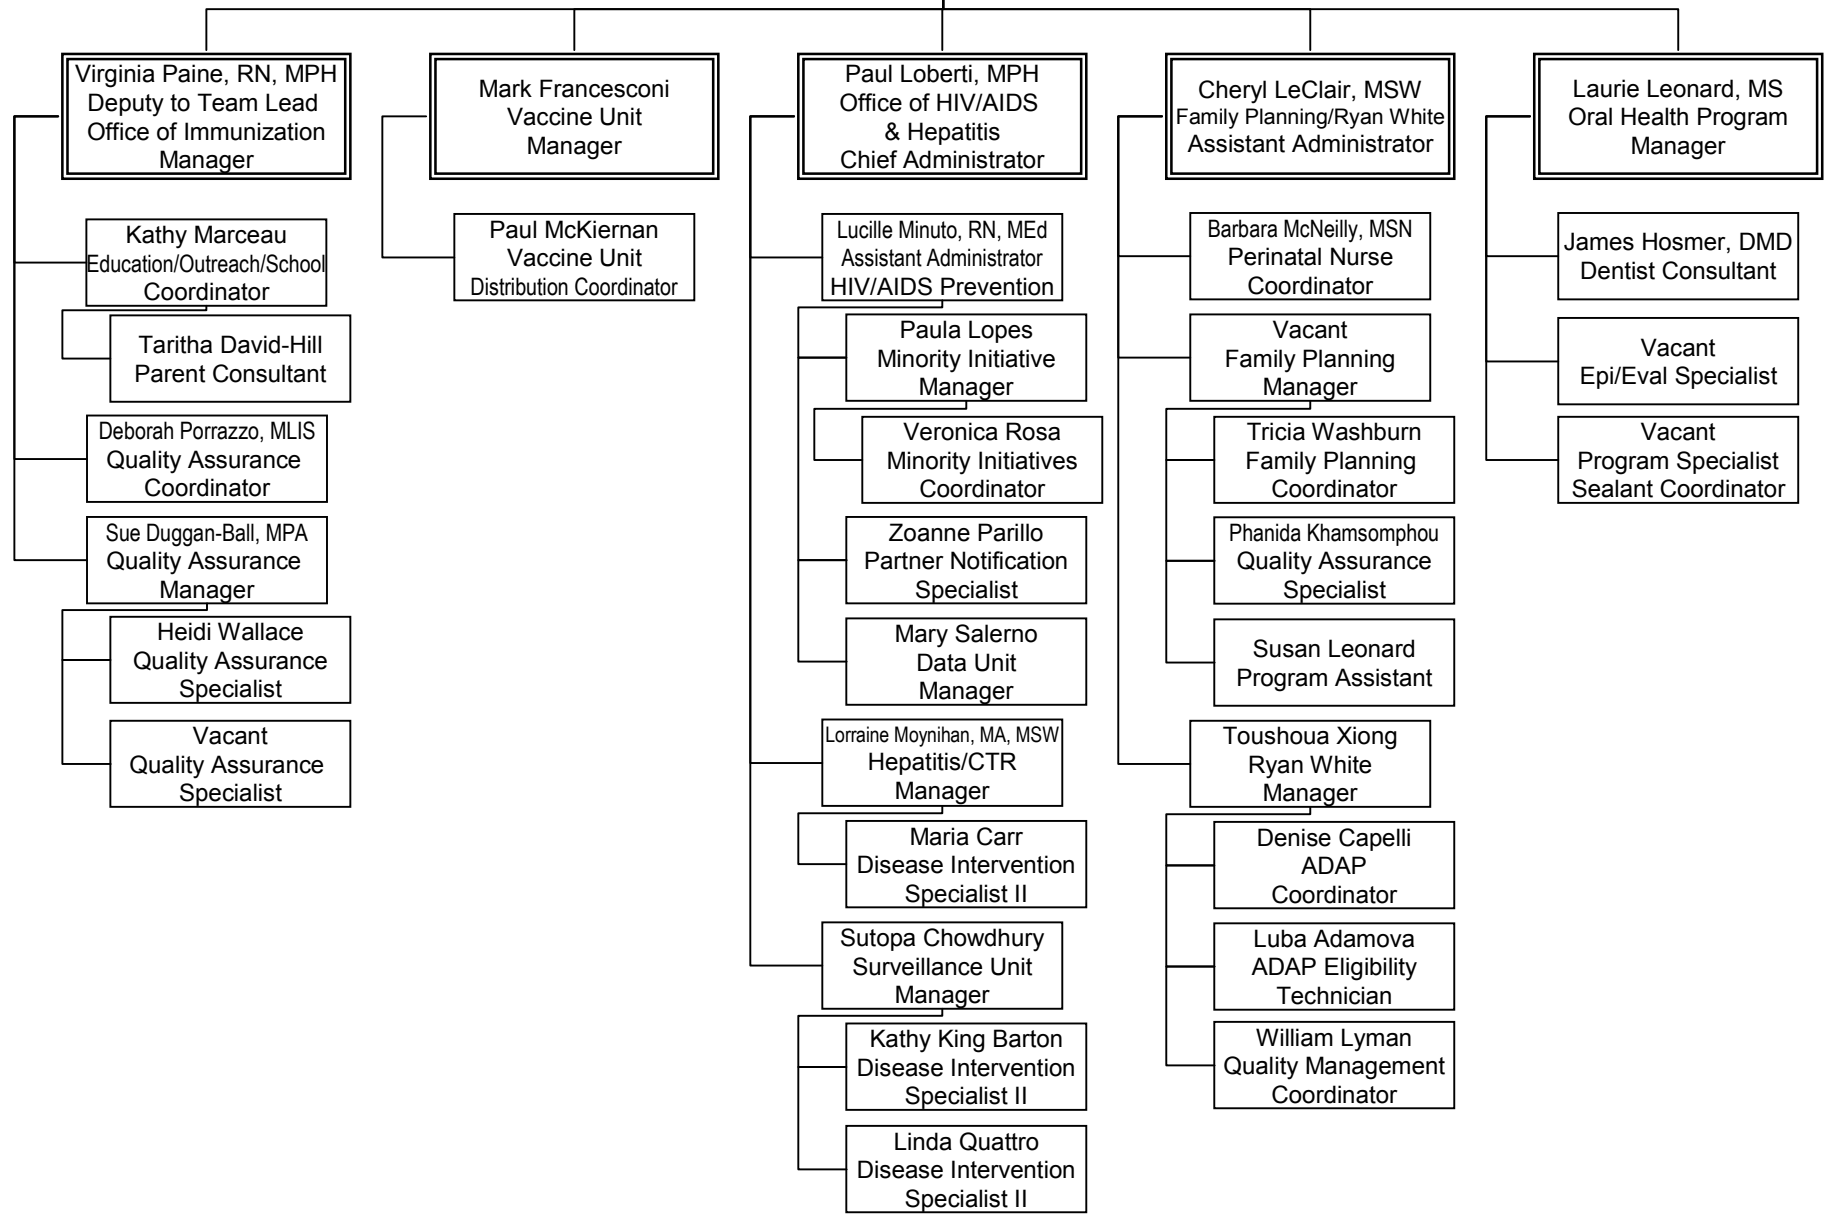 Virginia Paine, RN, MPH
Deputy to Team Lead
Office of Immunization
Manager
Kathy Marceau
Education/Outreach/School
Coordinator
Taritha David-Hill
Parent Consultant
Deborah Porrazzo, MLIS
Quality Assurance
Coordinator
Sue Duggan-Ball, MPA
Quality Assurance
Manager
Heidi Wallace
Quality Assurance
Specialist
Vacant
Quality Assurance
Specialist
Mark Francesconi
Vaccine Unit
Manager
Paul McKiernan
Vaccine Unit
Distribution Coordinator
Paul Loberti, MPH
Office of HIV/AIDS
& Hepatitis
Chief Administrator
Lucille Minuto, RN, MEd
Assistant Administrator
HIV/AIDS Prevention
Paula Lopes
Minority Initiative
Manager
Veronica Rosa
Minority Initiatives
Coordinator
Zoanne Parillo
Partner Notification
Specialist
Mary Salerno
Data Unit
Manager
Lorraine Moynihan, MA, MSW
Hepatitis/CTR
Manager
Maria Carr
Disease Intervention
Specialist II
Sutopa Chowdhury
Surveillance Unit
Manager
Kathy King Barton
Disease Intervention
Specialist II
Linda Quattro
Disease Intervention
Specialist II
Cheryl LeClair, MSW
Family Planning/Ryan White
Assistant Administrator
Barbara McNeilly, MSN
Perinatal Nurse
Coordinator
Vacant
Family Planning
Manager
Tricia Washburn
Family Planning
Coordinator
Phanida Khamsomphou
Quality Assurance
Specialist
Susan Leonard
Program Assistant
Toushoua Xiong
Ryan White
Manager
Denise Capelli
ADAP
Coordinator
Luba Adamova
ADAP Eligibility
Technician
William Lyman
Quality Management
Coordinator
Laurie Leonard, MS
Oral Health Program
Manager
James Hosmer, DMD
Dentist Consultant
Vacant
Epi/Eval Specialist
Vacant
Program Specialist
Sealant Coordinator